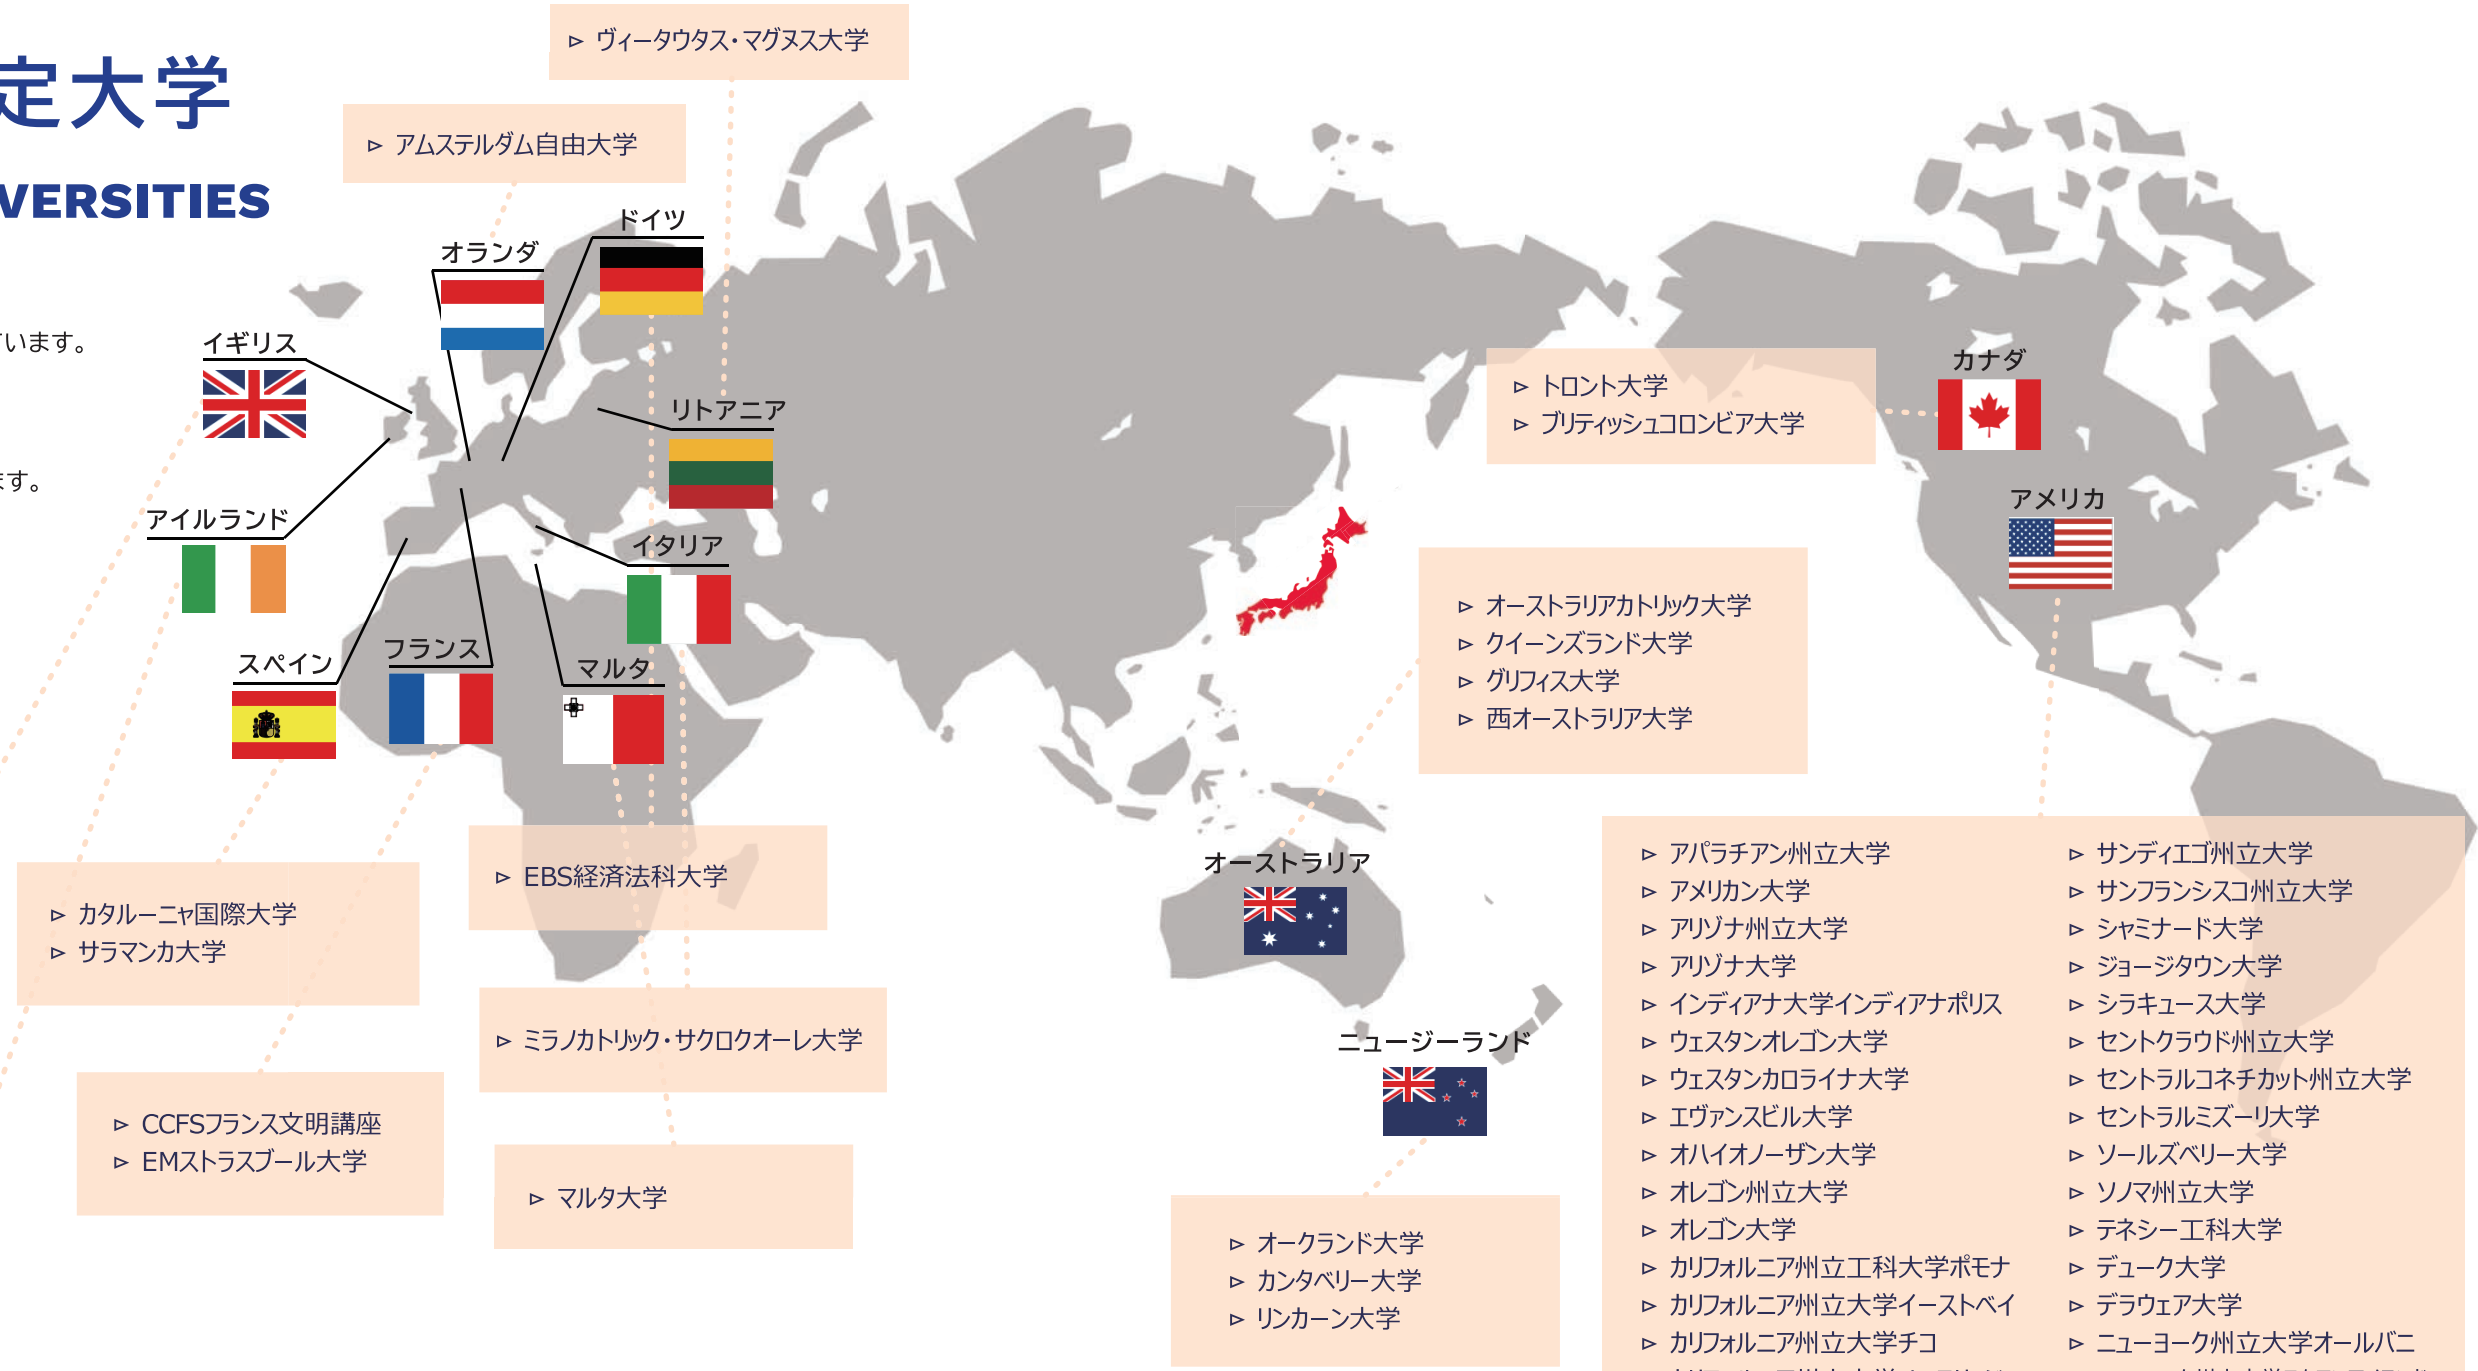 定大学
VERSITIES
ています。
ます。
▹ ヴィータウタス・マグヌス大学
▹ アムステルダム自由大学
ドイツ
オランダ
イギリス
リトアニア
アイルランド
イタリア
スペイン
フランス
マルタ
カナダ
アメリカ
▹ トロント大学
▹ ブリティッシュコロンビア大学
▹ オーストラリアカトリック大学
▹ クイーンズランド大学
▹ グリフィス大学
▹ 西オーストラリア大学
オーストラリア
ニュージーランド
▹ カタルーニャ国際大学
▹ サラマンカ大学
▹ EBS経済法科大学
▹ ミラノカトリック・サクロクオーレ大学
▹ CCFSフランス文明講座
▹ EMストラスブール大学
▹ マルタ大学
▹ オークランド大学
▹ カンタベリー大学
▹ リンカーン大学
▹ アパラチアン州立大学
▹ アメリカン大学
▹ アリゾナ州立大学
▹ アリゾナ大学
▹ インディアナ大学インディアナポリス
▹ ウェスタンオレゴン大学
▹ ウェスタンカロライナ大学
▹ エヴァンスビル大学
▹ オハイオノーザン大学
▹ オレゴン州立大学
▹ オレゴン大学
▹ カリフォルニア州立工科大学ポモナ
▹ カリフォルニア州立大学イーストベイ
▹ カリフォルニア州立大学チコ
▹ サンディエゴ州立大学
▹ サンフランシスコ州立大学
▹ シャミナード大学
▹ ジョージタウン大学
▹ シラキュース大学
▹ セントクラウド州立大学
▹ セントラルコネチカット州立大学
▹ セントラルミズーリ大学
▹ ソールズベリー大学
▹ ソノマ州立大学
▹ テネシー工科大学
▹ デューク大学
▹ デラウェア大学
▹ ニューヨーク州立大学オールバニ